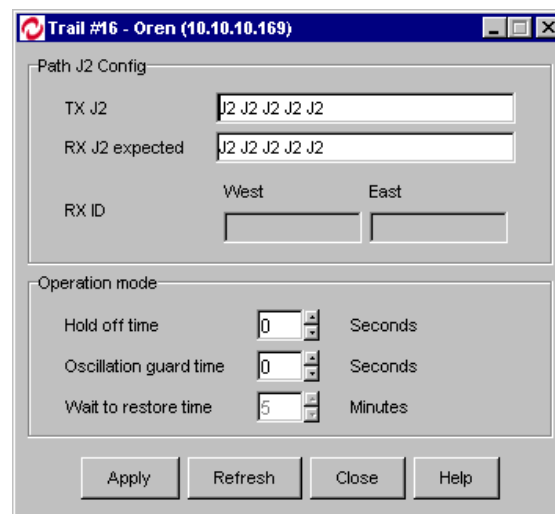 Trail #16 - Oren (10.10.10.169)
Path J2 Config
TX J2 J2 J2 J2 J2 J2
RX J2 expected J2 J2 J2 J2 J2
West East
RX ID
Operation mode
Hold off time 0 Seconds
Oscillation guard time 0 Seconds
Wait to restore time 5 Minutes
Apply Refresh Close Help